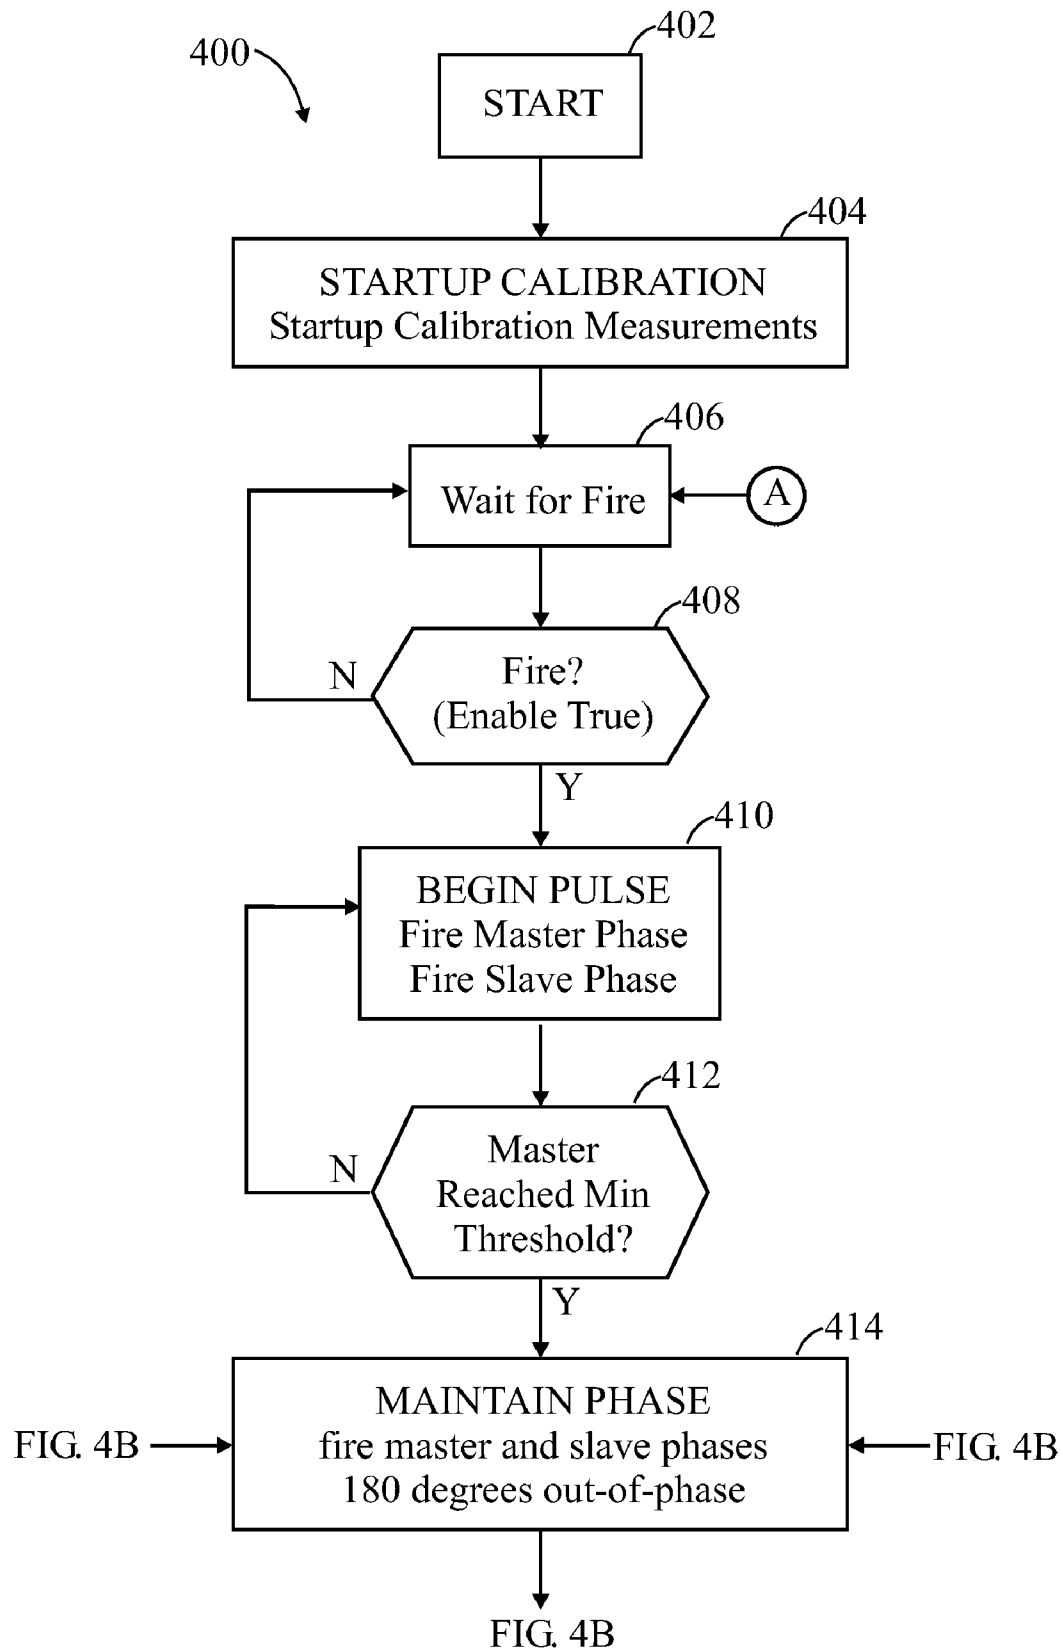 400
402
START
404
STARTUP CALIBRATION
Startup Calibration Measurements
406
Wait for Fire
A
408
Fire?
(Enable True)
N
Y
410
BEGIN PULSE
Fire Master Phase
Fire Slave Phase
412
Master
Reached Min
Threshold?
N
Y
414
MAINTAIN PHASE
fire master and slave phases
180 degrees out-of-phase
FIG. 4B
FIG. 4B
FIG. 4B